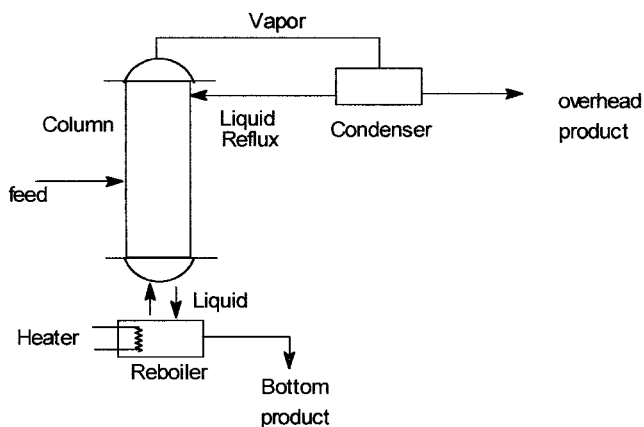 Vapor
Column
Liquid
Reflux
Condenser
overhead
product
feed
Liquid
Heater
Reboiler
Bottom
product